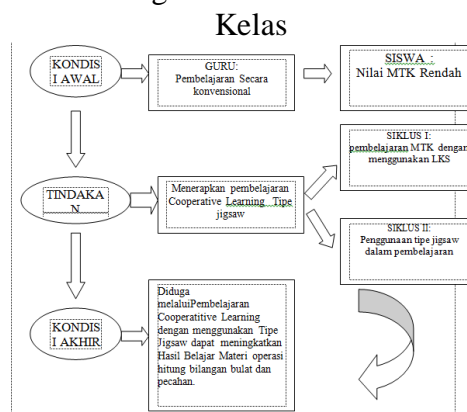 Kelas
KONDIS
I AWAL
GURU:
Pembelajaran Secara
konvensional
SISWA :
Nilai MTK Rendah
TINDAKA
N
Menerapkan pembelajaran
Cooperative Learning Tipe
jigsaw
SIKLUS I:
pembelajaran MTK dengan
menggunakan LKS
SIKLUS II:
Penggunaan tipe jigsaw
dalam pembelajaran
KONDIS
I AKHIR
Diduga
melaluiPembelajaran
Cooperatitive Learning
dengan menggunakan Tipe
Jigsaw dapat meningkatkan
Hasil Belajar Materi operasi
hitung bilangan bulat dan
pecahan.